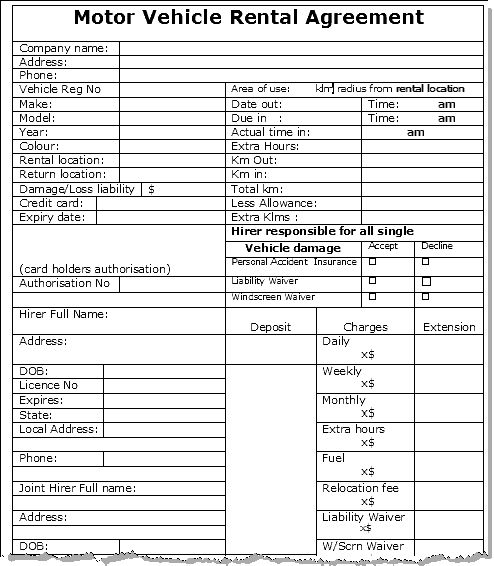 Motor Vehicle Rental Agreement
Company name:
Address:
Phone:
Vehicle Reg No Area of use: klm radius from rental location
Make: Date out: Time: am
Model: Due in : Time: am
Year: Actual time in: am
Colour: Extra Hours:
Rental location: Km Out:
Return location: Km in:
Damage/Loss liability $ Total km:
Credit card: Less Allowance:
Expiry date: Extra Klms :
Hirer responsible for all single
Vehicle damage Accept Decline
(card holders authorisation) Personal Accident Insurance
Authorisation No Liability Waiver
Windscreen Waiver
Hirer Full Name: Deposit Charges Extension
Address: Daily
x$
DOB: Weekly
Licence No x$
Expires: Monthly
State: x$
Local Address: Extra hours
x$
Phone: Fuel
x$
Joint Hirer Full name: Relocation fee
x$
Address: Liability Waiver
x$
DOB: W/Scrn Waiver